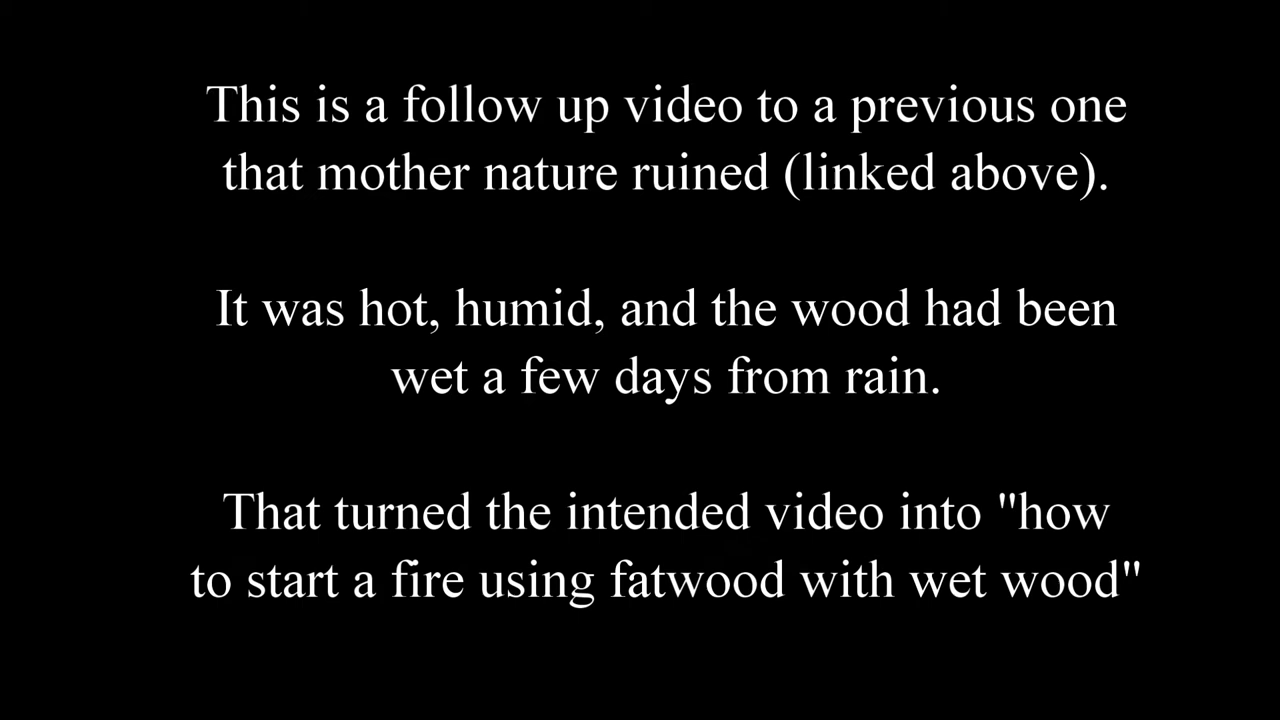 This is a follow up video to a previous one
that mother nature ruined (linked above).
It was hot, humid, and the wood had been
wet a few days from rain.
That turned the intended video into "how
to start a fire using fatwood with wet wood"